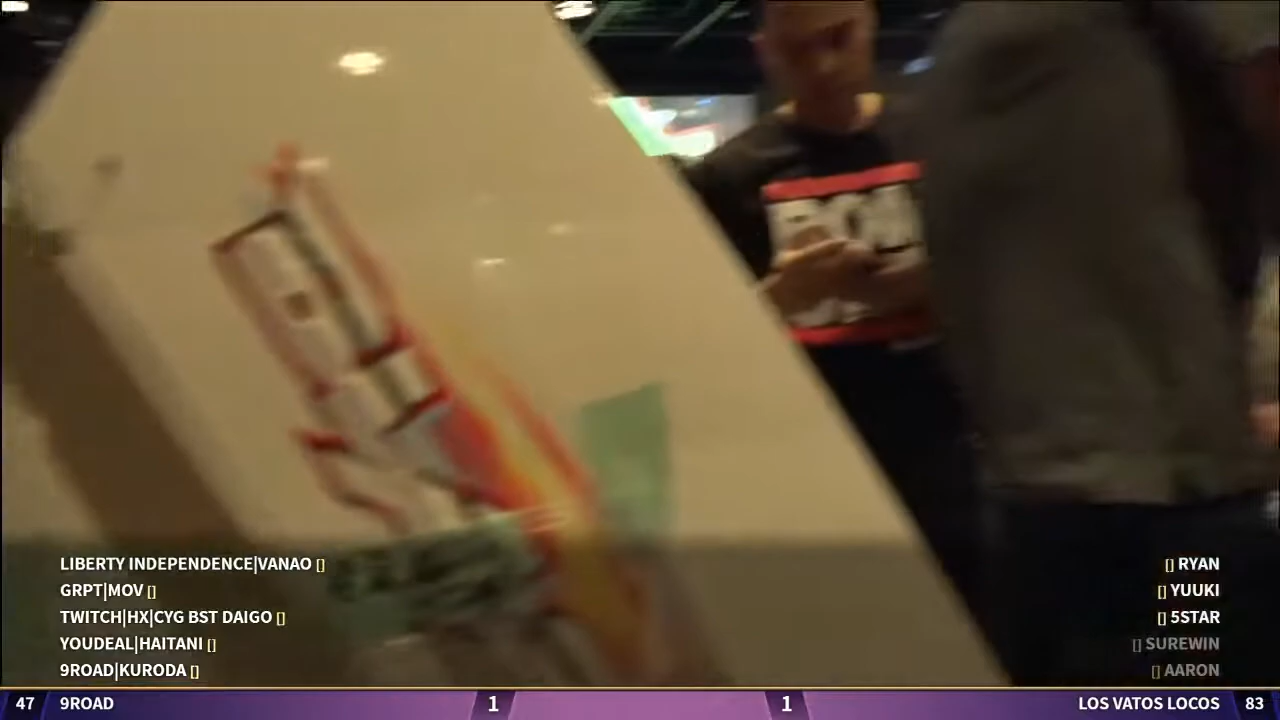 LIBERTY INDEPENDENCE|VANAO []
GRPT|MOV []
TWITCH|HX|CYG BST DAIGO []
YOUDEAL|HAITANI []
9ROAD|KURODA []
[] RYAN
[] YUUKI
[] 5STAR
[] SUREWIN
[] AARON
47 9ROAD 1 1 LOS VATOS LOCOS 83